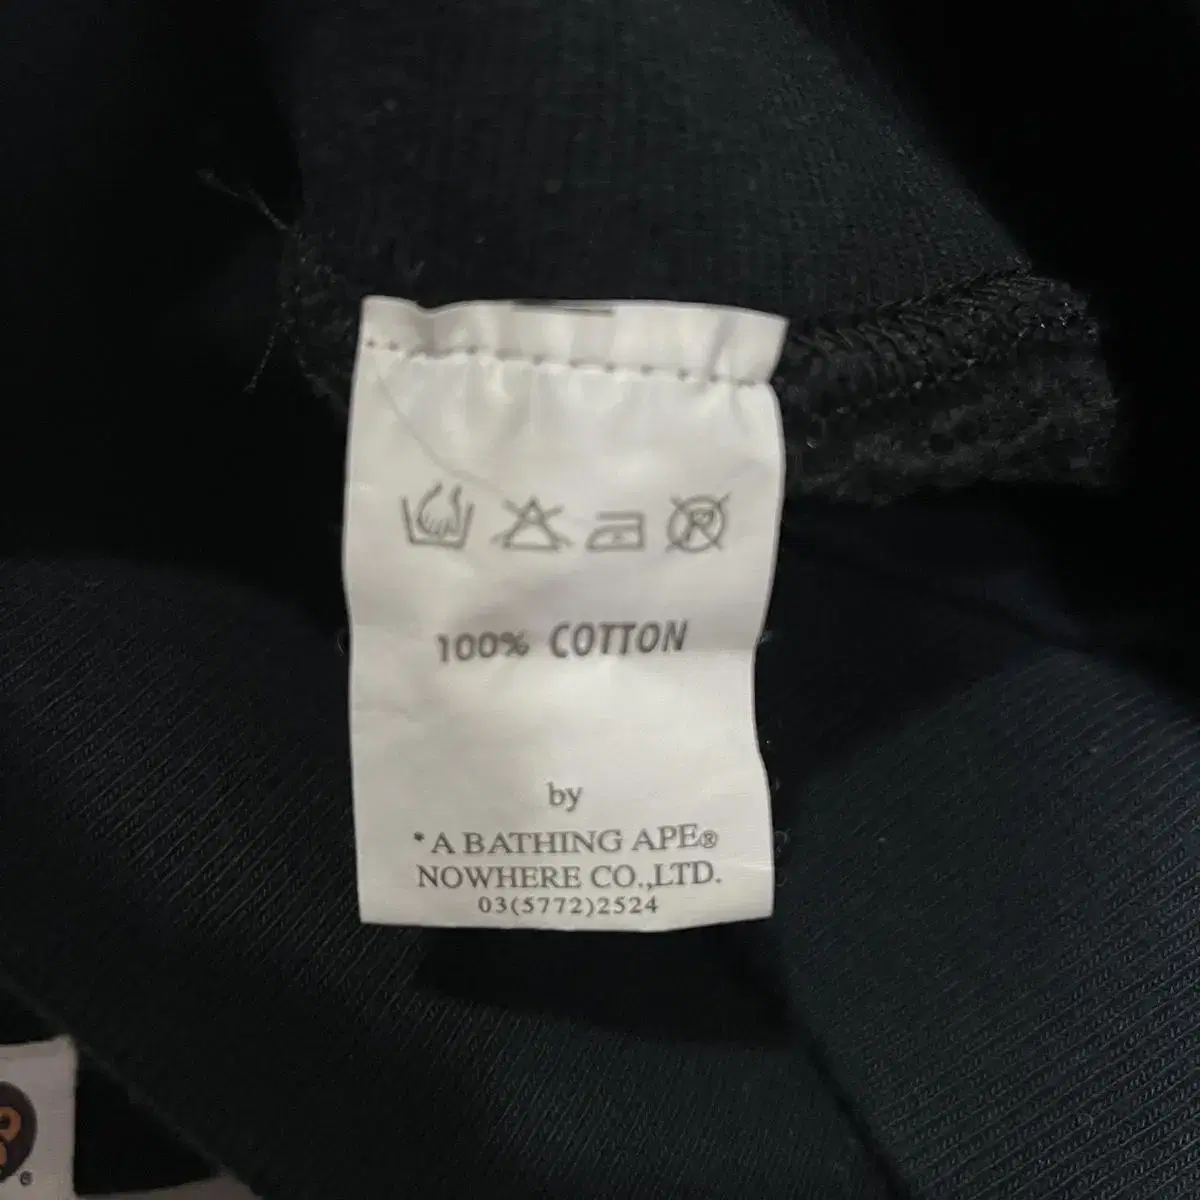 100% COTTON
by
*A BATHING APE®
NOWHERE CO.,LTD.
03(5772)2524
®